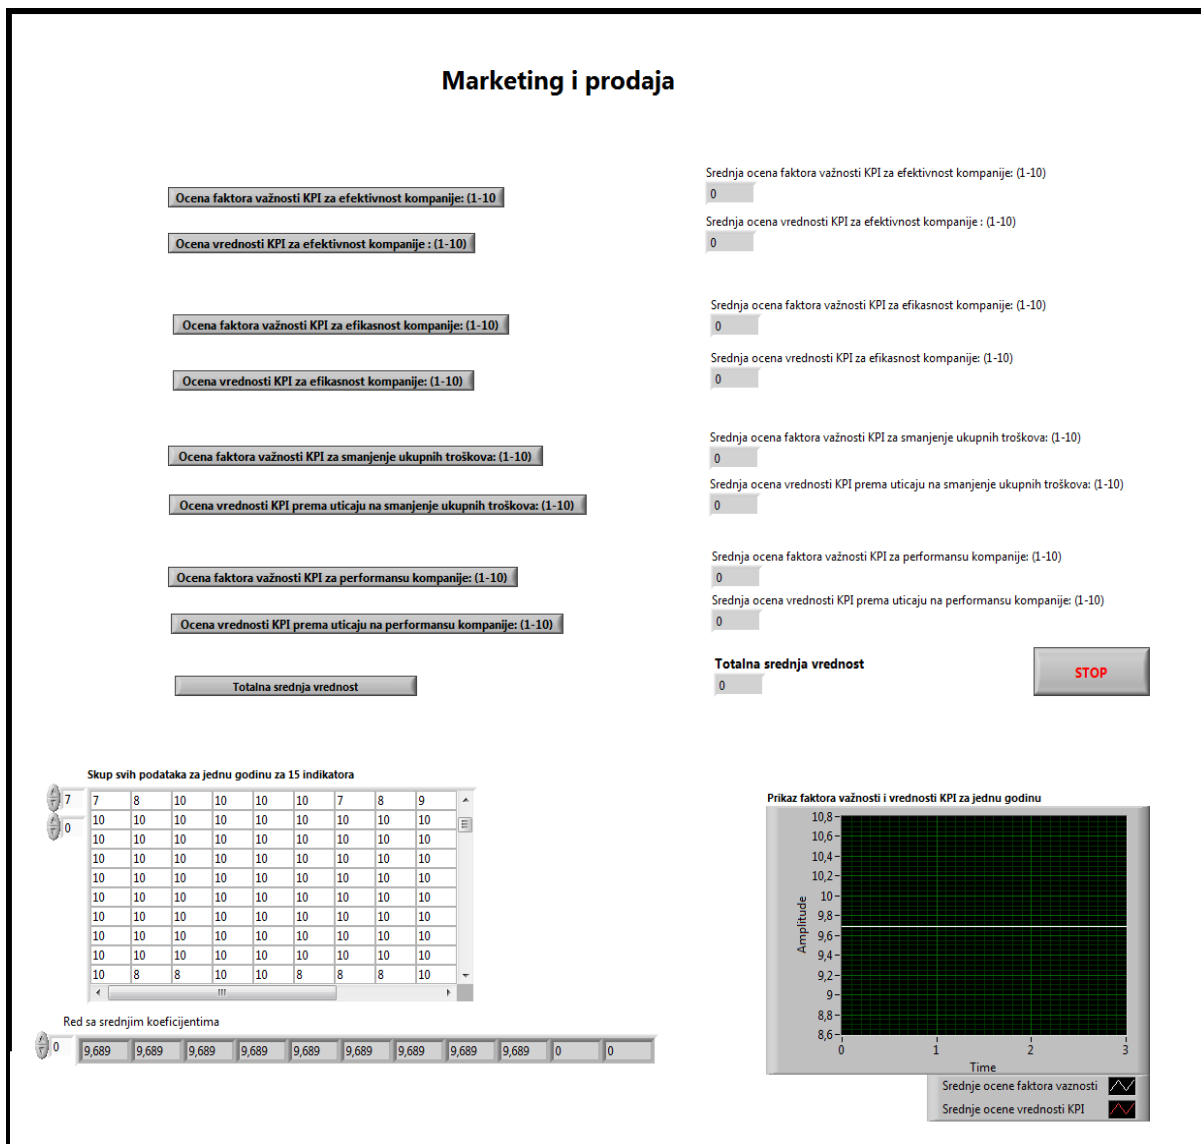 Marketing i prodaja
Ocena faktora važnosti KPI za efektivnost kompanije: (1-10
Ocena vrednosti KPI za efektivnost kompanije : (1-10)
Ocena faktora važnosti KPI za efikasnost kompanije: (1-10)
Ocena vrednosti KPI za efikasnost kompanije: (1-10)
Ocena faktora važnosti KPI za smanjenje ukupnih troškova: (1-10)
Ocena vrednosti KPI prema uticaju na smanjenje ukupnih troškova: (1-10)
Ocena faktora važnosti KPI za performansu kompanije: (1-10)
Ocena vrednosti KPI prema uticaju na performansu kompanije: (1-10)
Totalna srednja vrednost
Srednja ocena faktora važnosti KPI za efektivnost kompanije: (1-10)
0
Srednja ocena vrednosti KPI za efektivnost kompanije : (1-10)
0
Srednja ocena faktora važnosti KPI za efikasnost kompanije: (1-10)
0
Srednja ocena vrednosti KPI za efikasnost kompanije: (1-10)
0
Srednja ocena faktora važnosti KPI za smanjenje ukupnih troškova: (1-10)
0
Srednja ocena vrednosti KPI prema uticaju na smanjenje ukupnih troškova: (1-10)
0
Srednja ocena faktora važnosti KPI za performansu kompanije: (1-10)
0
Srednja ocena vrednosti KPI prema uticaju na performansu kompanije: (1-10)
0
Totalna srednja vrednost
0
STOP
Skup svih podataka za jednu godinu za 15 indikatora
7 7 8 10 10 10 10 7 8 9
0 10 10 10 10 10 10 10 10 10
10 10 10 10 10 10 10 10 10
10 10 10 10 10 10 10 10 10
10 10 10 10 10 10 10 10 10
10 10 10 10 10 10 10 10 10
10 10 10 10 10 10 10 10 10
10 10 10 10 10 10 10 10 10
10 10 10 10 10 10 10 10 10
10 8 8 10 10 8 8 8 10
Red sa srednjim koeficijentima
0 9,689 9,689 9,689 9,689 9,689 9,689 9,689 9,689 9,689 0 0
Prikaz faktora važnosti i vrednosti KPI za jednu godinu
10,8
10,6
10,4
10,2
10
9,8
9,6
9,4
9,2
9
8,8
8,6
Amplitude
0 1 2 3
Time
Srednje ocene faktora vaznosti
Srednje ocene vrednosti KPI